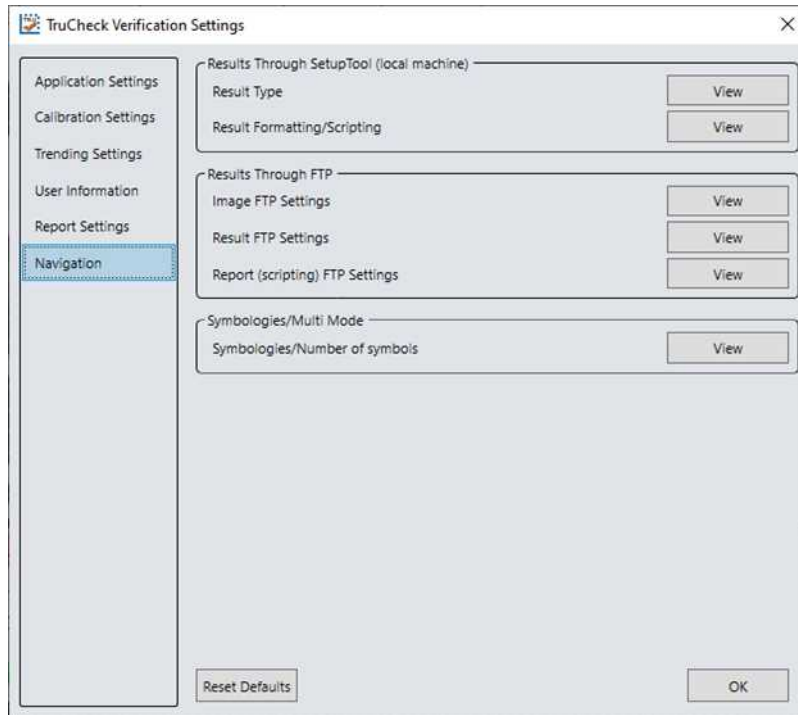 TruCheck Verification Settings
Application Settings
Calibration Settings
Trending Settings
User Information
Report Settings
Navigation
Results Through SetupTool (local machine)
Result Type View
Result Formatting/Scripting View
Results Through FTP
Image FTP Settings View
Result FTP Settings View
Report (scripting) FTP Settings View
Symbologies/Multi Mode
Symbologies/Number of symbols View
Reset Defaults OK